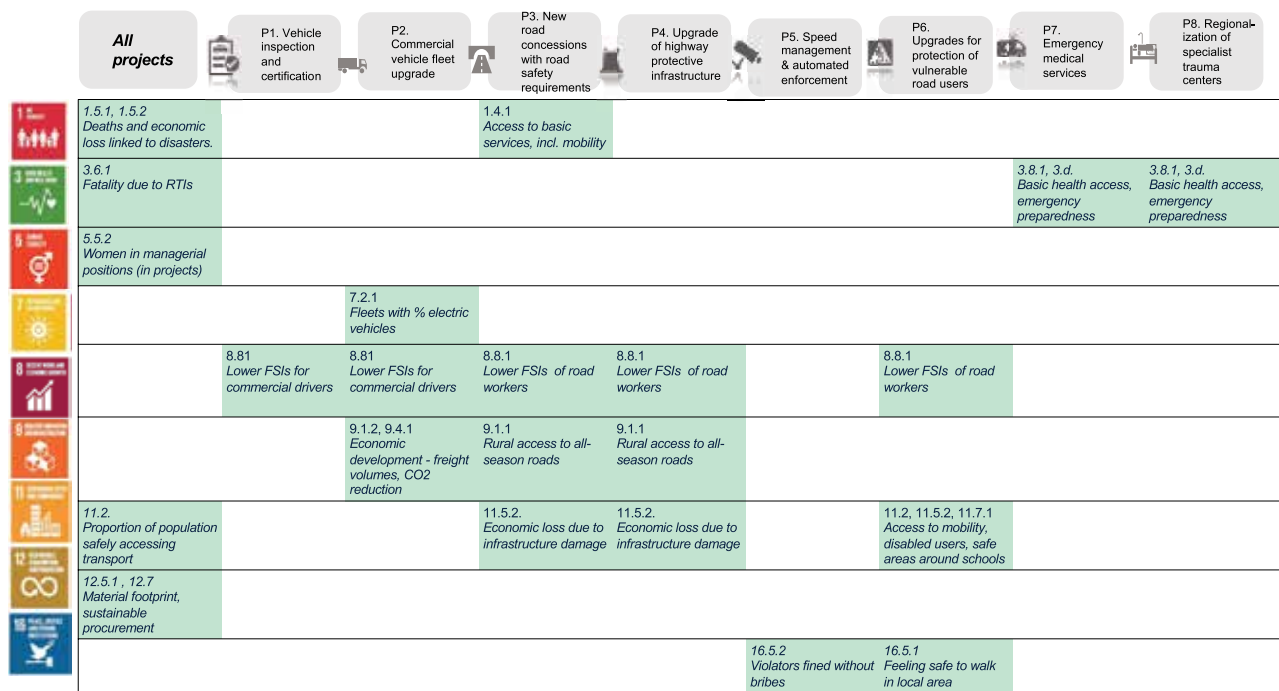 All
projects
P1. Vehicle
inspection
and
certification
P2.
Commercial
vehicle fleet
upgrade
P3. New
road
concessions
with road
safety
requirements
P4. Upgrade
of highway
protective
infrastructure
P5. Speed
management
& automated
enforcement
P6.
Upgrades for
protection of
vulnerable
road users
P7.
Emergency
medical
services
P8. Regional-
ization of
specialist
trauma
centers
1
1.5.1, 1.5.2
Deaths and economic
loss linked to disasters.
1.4.1
Access to basic
services, incl. mobility
3
3.6.1
Fatality due to RTIs
3.8.1, 3.d.
Basic health access,
emergency
preparedness
3.8.1, 3.d.
Basic health access,
emergency
preparedness
5
5.5.2
Women in managerial
positions (in projects)
7
7.2.1
Fleets with % electric
vehicles
8
8.81
Lower FSIs for
commercial drivers
8.81
Lower FSIs for
commercial drivers
8.8.1
Lower FSIs of road
workers
8.8.1
Lower FSIs of road
workers
8.8.1
Lower FSIs of road
workers
9
9.1.2, 9.4.1
Economic
development - freight
volumes, CO2
reduction
9.1.1
Rural access to all-
season roads
9.1.1
Rural access to all-
season roads
11
11.2.
Proportion of population
safely accessing
transport
11.5.2.
Economic loss due to
infrastructure damage
11.5.2.
Economic loss due to
infrastructure damage
11.2, 11.5.2, 11.7.1
Access to mobility,
disabled users, safe
areas around schools
12
12.5.1 , 12.7
Material footprint,
sustainable
procurement
16
16.5.2
Violators fined without
bribes
16.5.1
Feeling safe to walk
in local area